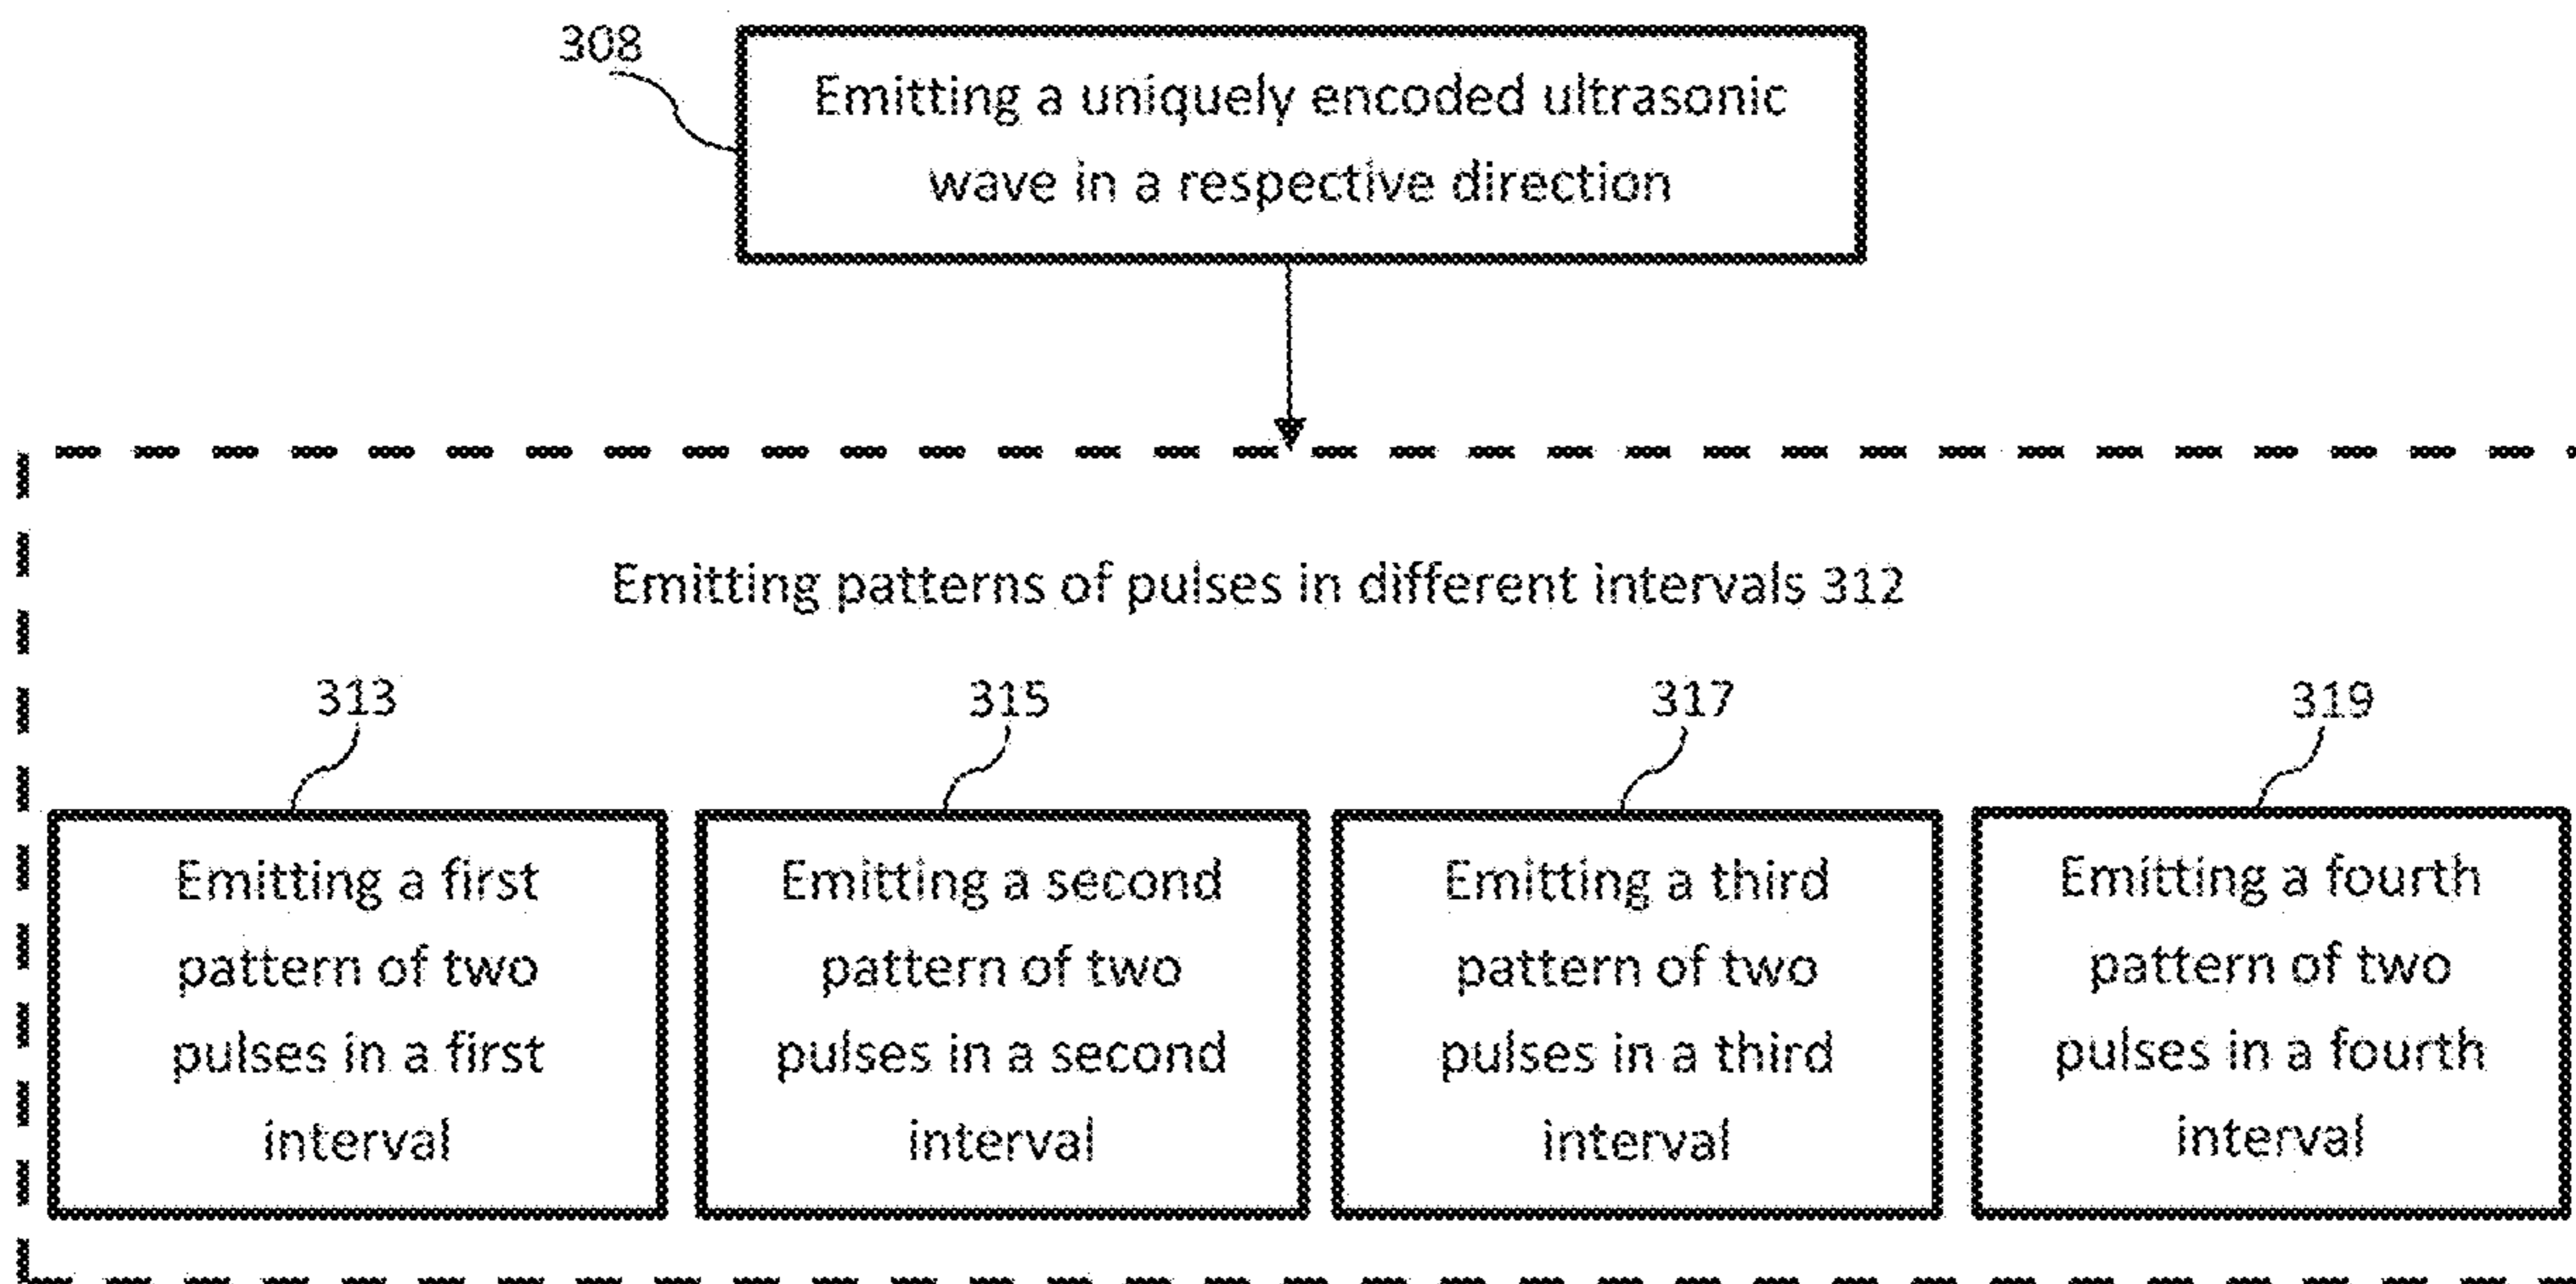 308
Emitting a uniquely encoded ultrasonic
wave in a respective direction
Emitting patterns of pulses in different intervals 312
313
315
317
319
Emitting a first
pattern of two
pulses in a first
interval
Emitting a second
pattern of two
pulses in a second
interval
Emitting a third
pattern of two
pulses in a third
interval
Emitting a fourth
pattern of two
pulses in a fourth
interval